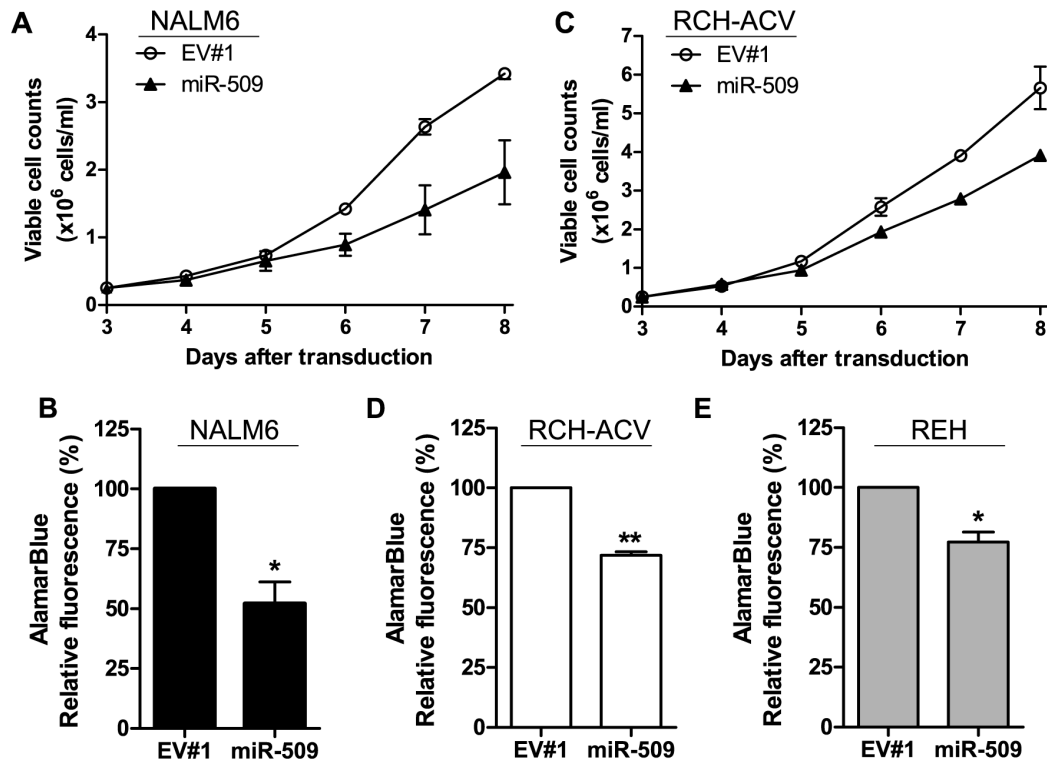 A
NALM6
EV#1
miR-509
Viable cell counts
(x10⁶ cells/ml)
4
3
2
1
0
3 4 5 6 7 8
Days after transduction
C
RCH-ACV
EV#1
miR-509
Viable cell counts
(x10⁶ cells/ml)
7
6
5
4
3
2
1
0
3 4 5 6 7 8
Days after transduction
B
NALM6
AlamarBlue
Relative fluorescence (%)
125
100
75
50
25
0
*
EV#1 miR-509
D
RCH-ACV
AlamarBlue
Relative fluorescence (%)
125
100
75
50
25
0
**
EV#1 miR-509
E
REH
AlamarBlue
Relative fluorescence (%)
125
100
75
50
25
0
*
EV#1 miR-509